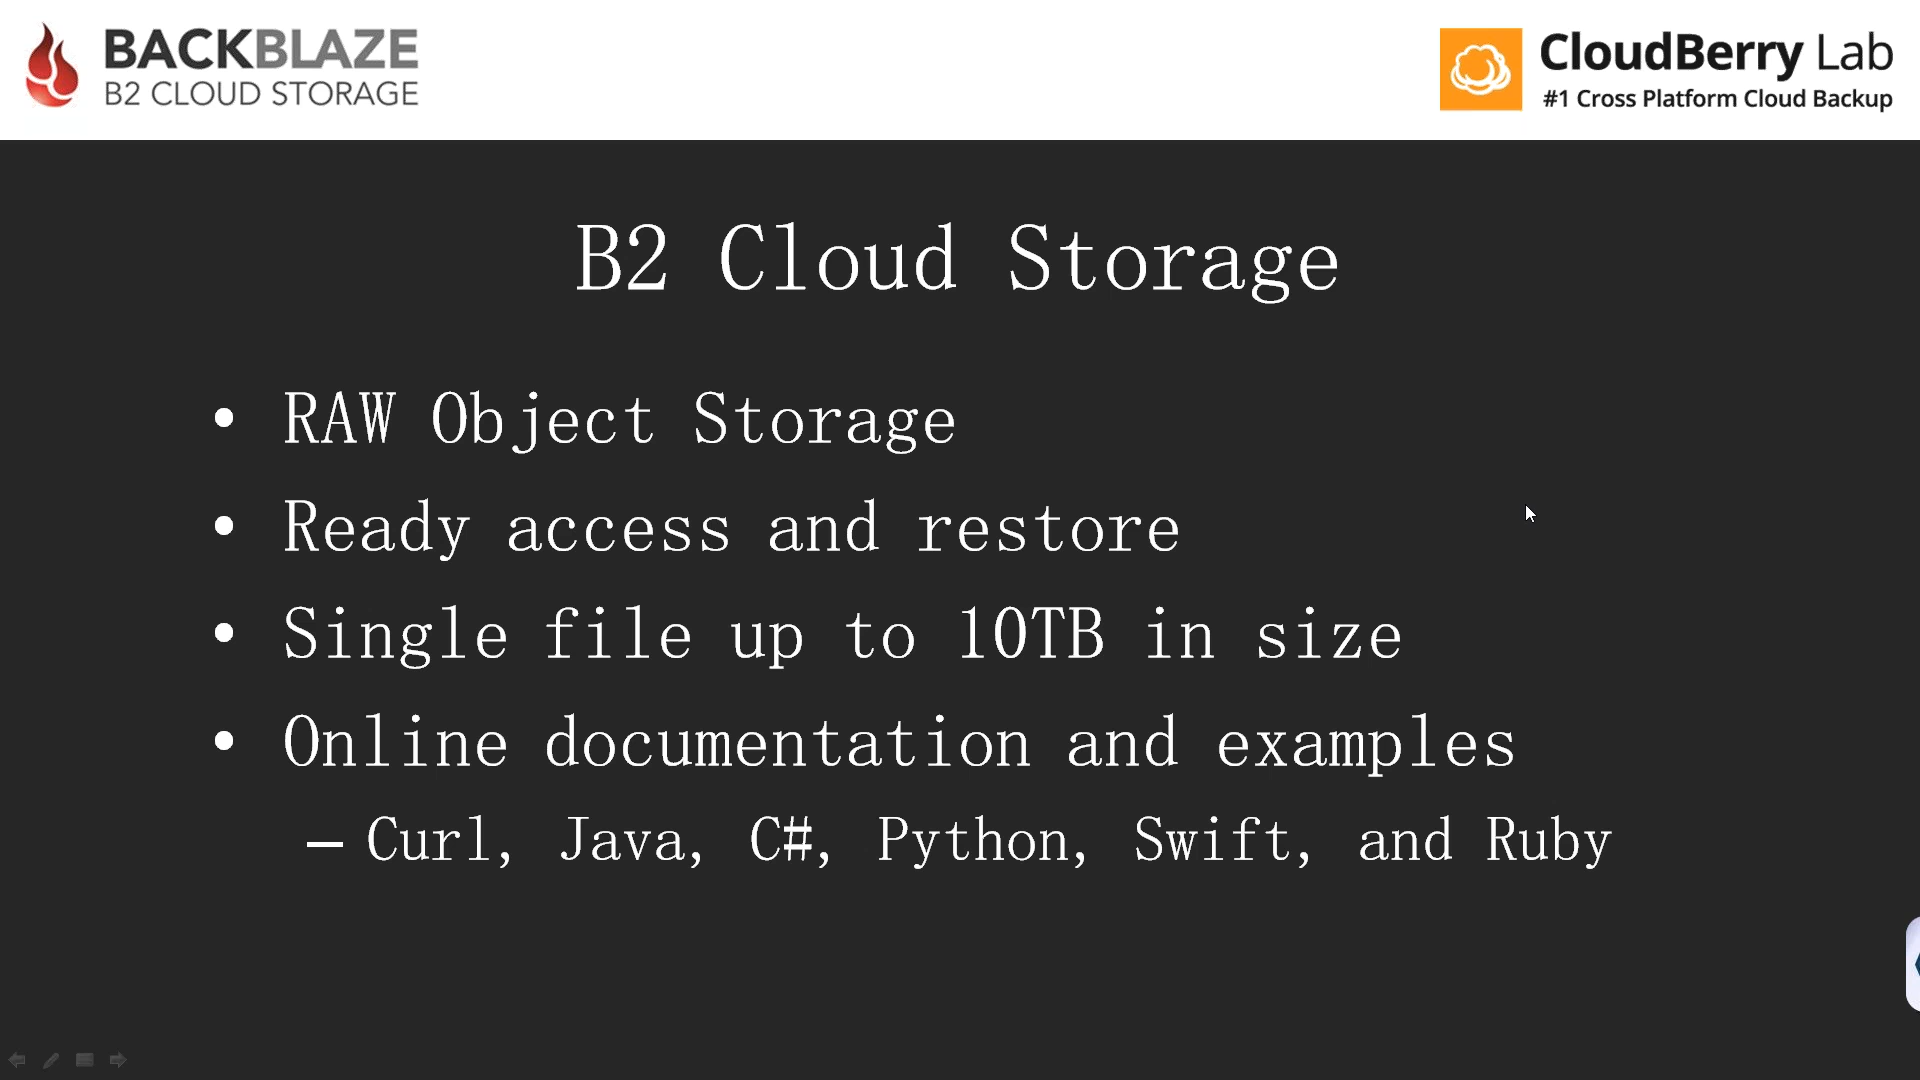 BACKBLAZE
B2 CLOUD STORAGE
CloudBerry Lab
#1 Cross Platform Cloud Backup
B2 Cloud Storage
• RAW Object Storage
• Ready access and restore
• Single file up to 10TB in size
• Online documentation and examples
– Curl, Java, C#, Python, Swift, and Ruby